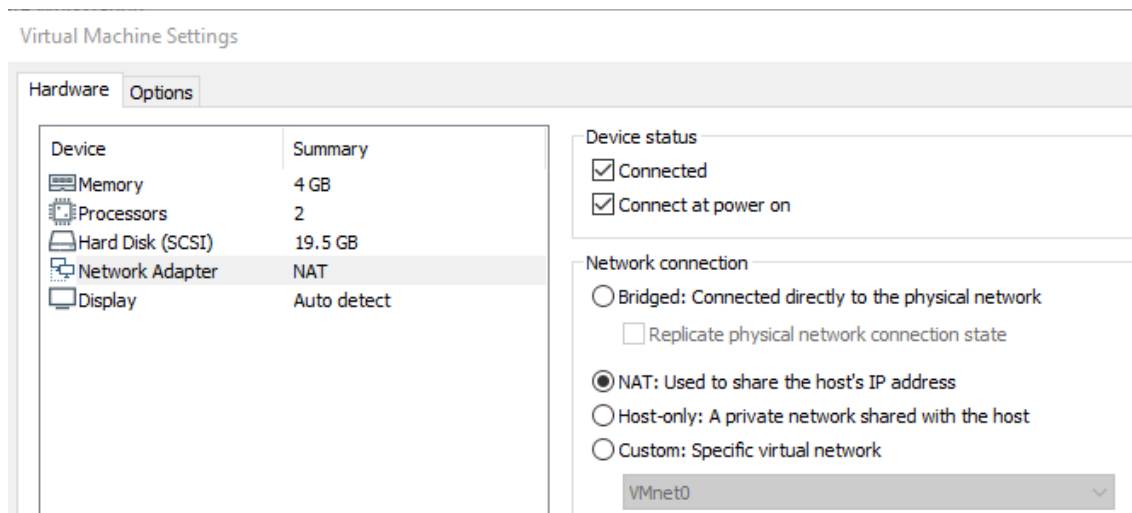 Virtual Machine Settings
Hardware Options
Device Summary
Memory 4 GB
Processors 2
Hard Disk (SCSI) 19.5 GB
Network Adapter NAT
Display Auto detect
Device status
Connected
Connect at power on
Network connection
Bridged: Connected directly to the physical network
Replicate physical network connection state
NAT: Used to share the host's IP address
Host-only: A private network shared with the host
Custom: Specific virtual network
VMnet0